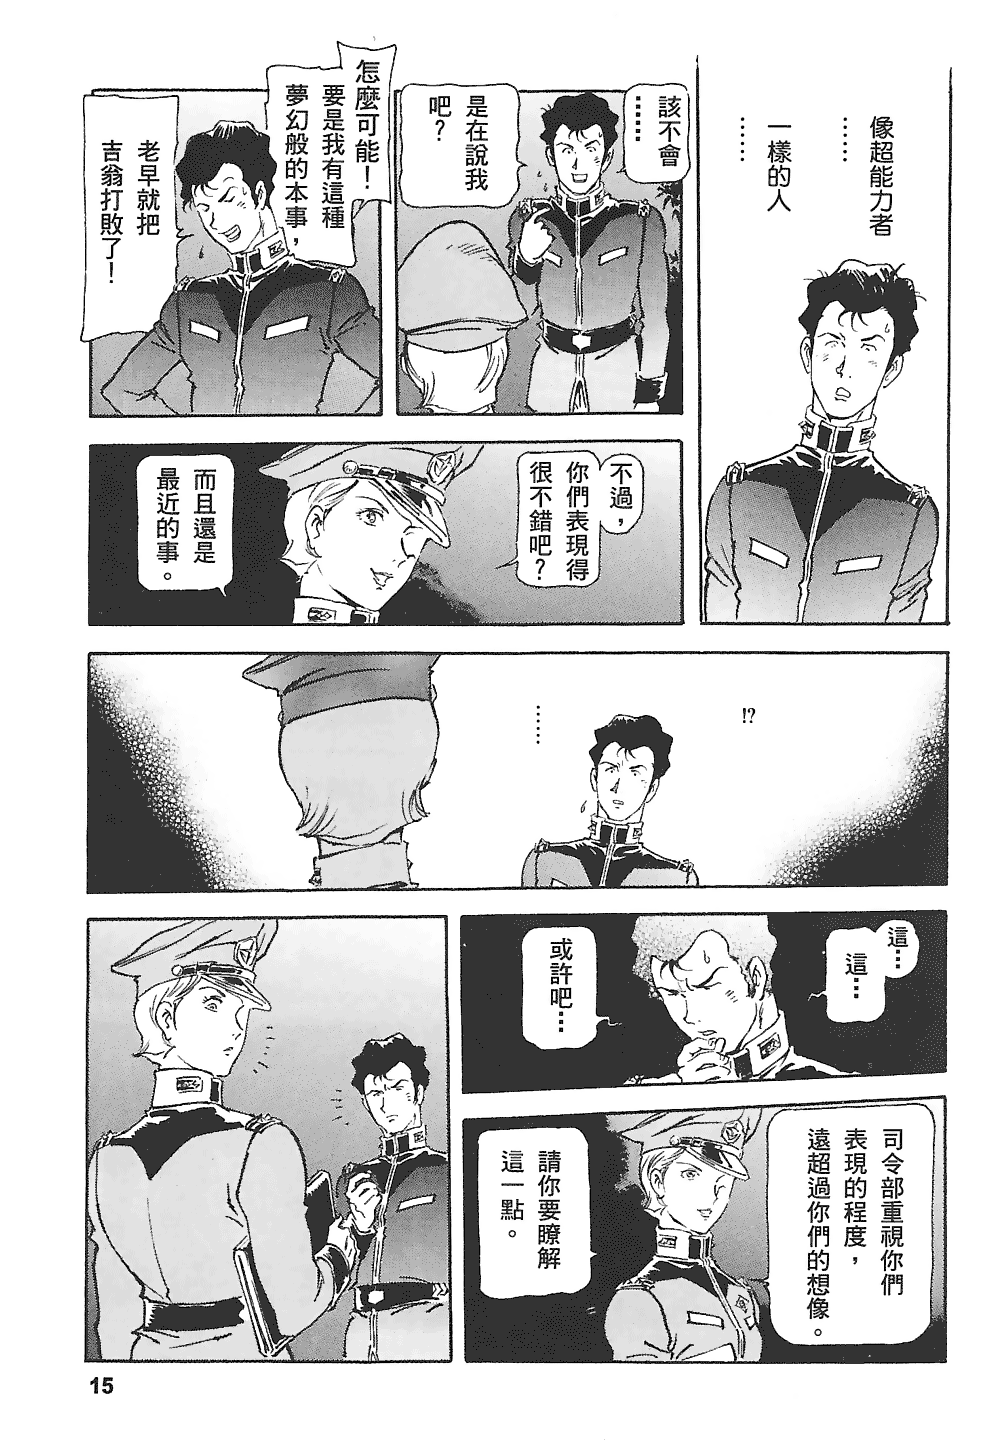 像超能力者
……
一樣的人
……
該不會
……
是在說我
吧？
怎麼可能！
要是我有這種
夢幻般的本事，
老早就把
吉翁打敗了！
不過，
你們表現得
很不錯吧？
而且還是
最近的事。
!?
……
這…
這…
或許吧…
司令部重視你們
表現的程度，
遠超過你們的想像。
請你要瞭解
這一點。
15